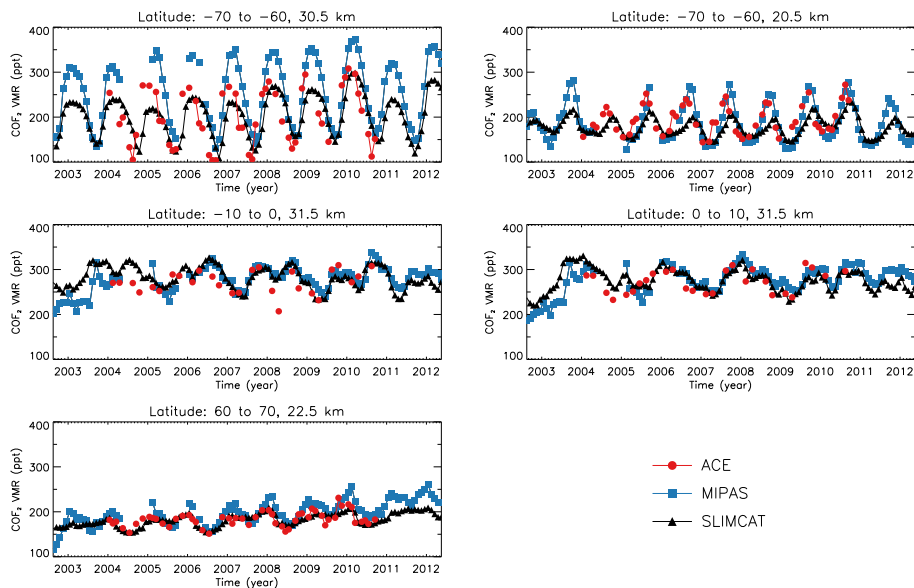 Latitude: −70 to −60, 30.5 km
400
300
200
100
COF₂ VMR (ppt)
2003 2004 2005 2006 2007 2008 2009 2010 2011 2012
Time (year)
Latitude: −70 to −60, 20.5 km
400
300
200
100
COF₂ VMR (ppt)
2003 2004 2005 2006 2007 2008 2009 2010 2011 2012
Time (year)
Latitude: −10 to 0, 31.5 km
400
300
200
100
COF₂ VMR (ppt)
2003 2004 2005 2006 2007 2008 2009 2010 2011 2012
Time (year)
Latitude: 0 to 10, 31.5 km
400
300
200
100
COF₂ VMR (ppt)
2003 2004 2005 2006 2007 2008 2009 2010 2011 2012
Time (year)
Latitude: 60 to 70, 22.5 km
400
300
200
100
COF₂ VMR (ppt)
2003 2004 2005 2006 2007 2008 2009 2010 2011 2012
Time (year)
ACE
MIPAS
SLIMCAT